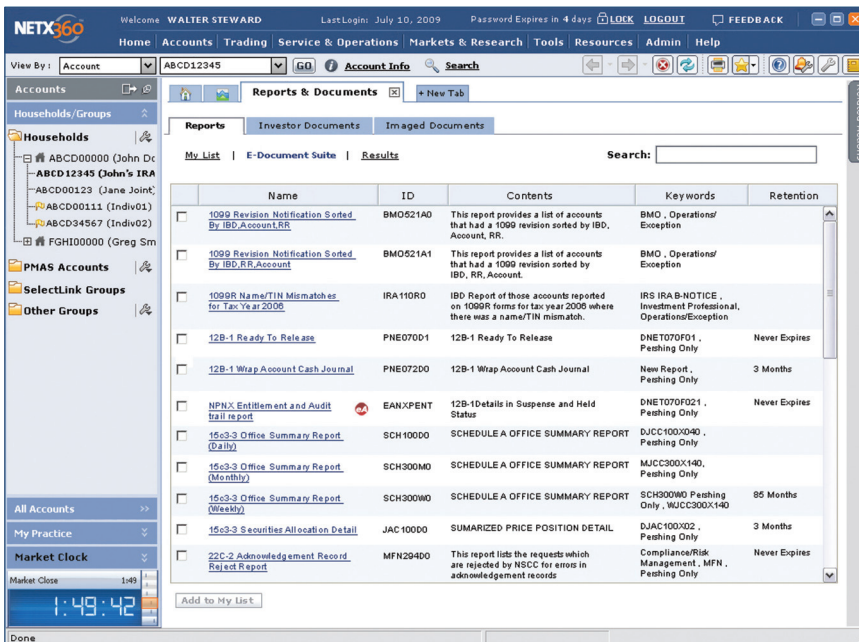 NETX360
Welcome WALTER STEWARD LastLogin: July 10, 2009 Password Expires in 4 days LOCK LOGOUT FEEDBACK
Home Accounts Trading Service & Operations Markets & Research Tools Resources Admin Help
View By: Account ABCD12345 GO Account Info Search
Accounts
Households/Groups
Households
ABCD00000 (John Do
ABCD12345 (John's IRA
ABCD00123 (Jane Joint)
ABCD00111 (Indiv01)
ABCD34567 (Indiv02)
FGHI00000 (Greg Sm
PMAS Accounts
SelectLink Groups
Other Groups
All Accounts >>
My Practice
Market Clock
Market Close 1:49
1:49:42
Reports & Documents + New Tab
Reports Investor Documents Imaged Documents
My List | E-Document Suite | Results Search:
Name ID Contents Keywords Retention
1099 Revision Notification Sorted BMO521A0 This report provides a list of accounts BMO , Operations/
By IBD,Account,RR that had a 1099 revision sorted by IBD, Exception
Account, RR.
1099 Revision Notification Sorted BMO521A1 This report provides a list of accounts BMO , Operations/
By IBD,RR,Account that had a 1099 revision sorted by Exception
IBD, RR, Account.
1099R Name/TIN Mismatches IRA110R0 IBD Report of those accounts reported IRS IRA B-NOTICE ,
for Tax Year 2006 on 1099R forms for tax year 2006 where Investment Professional,
there was a name/TIN mismatch. Operations/Exception
12B-1 Ready To Release PNE070D1 12B-1 Ready To Release DNET070F01 , Never Expires
Pershing Only
12B-1 Wrap Account Cash Journal PNE072D0 12B-1 Wrap Account Cash Journal New Report , 3 Months
Pershing Only
NPNX Entitlement and Audit EANXPENT 12B-1Details in Suspense and Held DNET070F021 , Never Expires
trail report Status Pershing Only
15c3-3 Office Summary Report SCH100D0 SCHEDULE A OFFICE SUMMARY REPORT DJCC100X040 ,
(Daily) Pershing Only
15c3-3 Office Summary Report SCH300M0 SCHEDULE A OFFICE SUMMARY REPORT MJCC300X140,
(Monthly) Pershing Only
15c3-3 Office Summary Report SCH300W0 SCHEDULE A OFFICE SUMMARY REPORT SCH300W0 Pershing 85 Months
(Weekly) Only , WJCC300X140
15c3-3 Securities Allocation Detail JAC100D0 SUMARIZED PRICE POSITION DETAIL DJAC100X02 , 3 Months
Pershing Only
22C-2 Acknowledgement Record MFN294D0 This report lists the requests which Compliance/Risk Never Expires
Reject Report are rejected by NSCC for errors in Management , MFN ,
acknowledgement records Pershing Only
Add to My List
Done